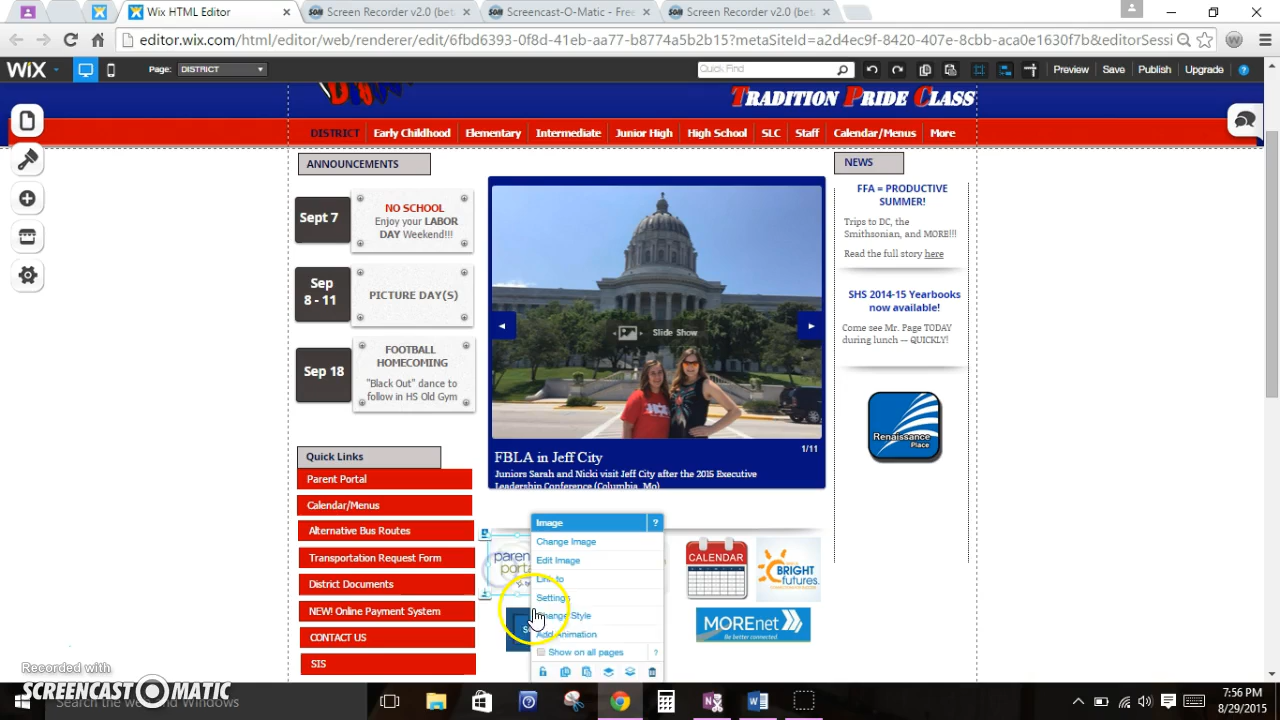 Wix HTML Editor
Screen Recorder v2.0 (bet
Screencast-O-Matic - Free
Screen Recorder v2.0 (bet
editor.wix.com/html/editor/web/renderer/edit/6fbd6393-0f8d-41eb-aa77-b8774a5b2b15?metaSiteId=a2d4ec9f-8420-407e-8cbb-aca0e1630f7b&editorSessi
WiX
Page: DISTRICT
Quick Find
Preview
Save
Publish
Upgrade
TRADITION PRIDE CLASS
DISTRICT
Early Childhood
Elementary
Intermediate
Junior High
High School
SLC
Staff
Calendar/Menus
More
ANNOUNCEMENTS
Sept 7
NO SCHOOL
Enjoy your LABOR
DAY Weekend!!!
Sep
8 - 11
PICTURE DAY(S)
Sep 18
FOOTBALL
HOMECOMING
"Black Out" dance to
follow in HS Old Gym
Quick Links
Parent Portal
Calendar/Menus
Alternative Bus Routes
Transportation Request Form
District Documents
NEW! Online Payment System
CONTACT US
SIS
Slide Show
FBLA in Jeff City
1/11
Juniors Sarah and Nicki visit Jeff City after the 2015 Executive
Leadership Conference (Columbia, Mo)
Image
?
Change Image
Edit Image
Link to
Settings
Change Style
Add Animation
Show on all pages
?
CALENDAR
BRIGHT
futures
MOREnet
Be better connected
NEWS
FFA = PRODUCTIVE
SUMMER!
Trips to DC, the
Smithsonian, and MORE!!!
Read the full story here
SHS 2014-15 Yearbooks
now available!
Come see Mr. Page TODAY
during lunch -- QUICKLY!
Renaissance
Place
Recorded with
SCREENCAST-O-MATIC
Search the web and Windows
7:56 PM
8/29/2015